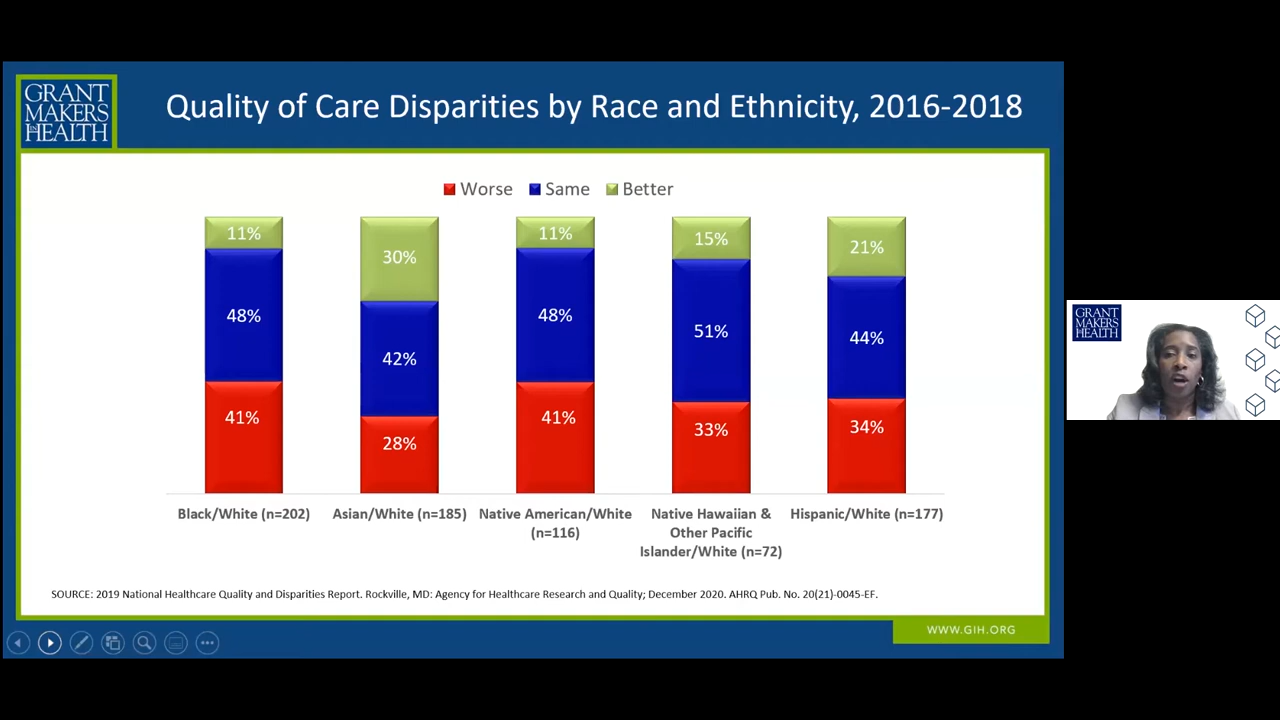 GRANT
MAKERS
IN HEALTH
Quality of Care Disparities by Race and Ethnicity, 2016-2018
Worse Same Better
11% 30% 11% 15% 21%
48% 42% 48% 51% 44%
41% 28% 41% 33% 34%
Black/White (n=202) Asian/White (n=185) Native American/White (n=116) Native Hawaiian & Other Pacific Islander/White (n=72) Hispanic/White (n=177)
SOURCE: 2019 National Healthcare Quality and Disparities Report. Rockville, MD: Agency for Healthcare Research and Quality; December 2020. AHRQ Pub. No. 20(21)-0045-EF.
WWW.GIH.ORG
GRANT
MAKERS
IN HEALTH